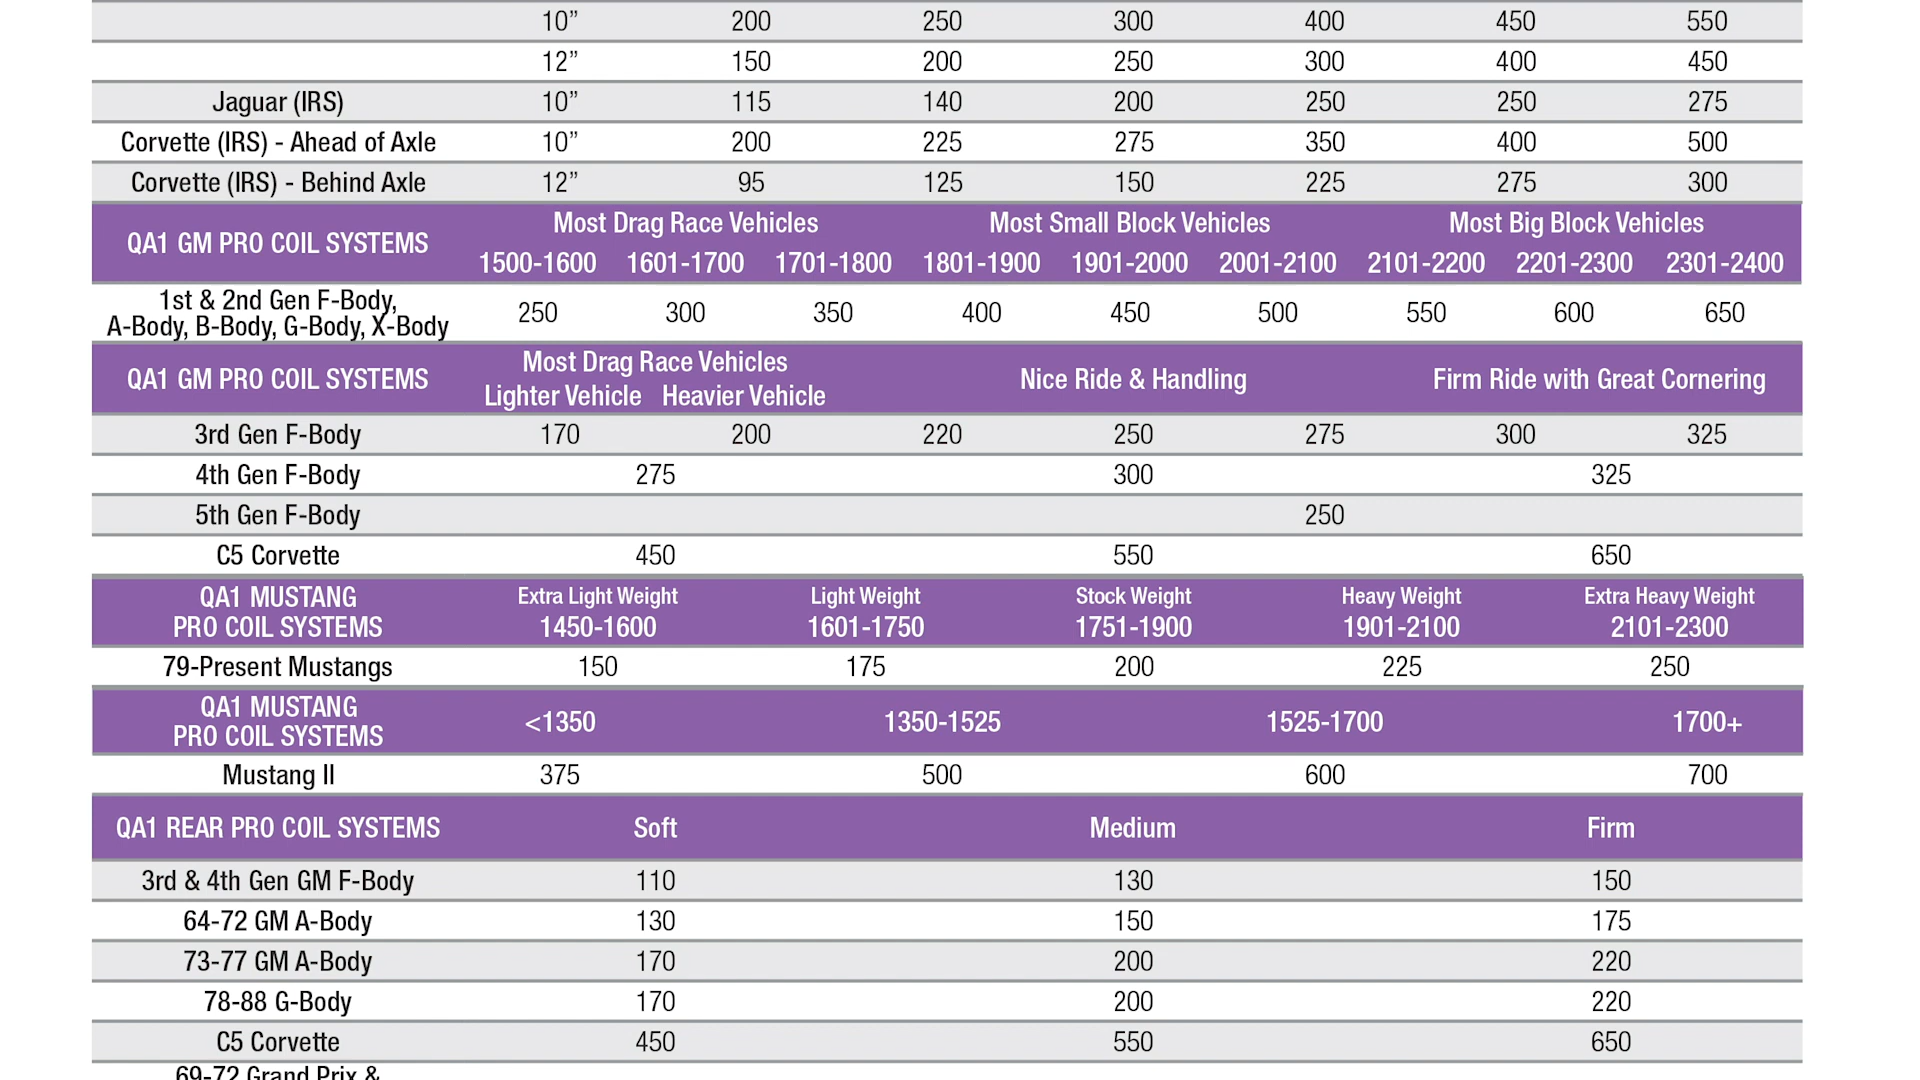 10” 200 250 300 400 450 550
12” 150 200 250 300 400 450
Jaguar (IRS) 10” 115 140 200 250 250 275
Corvette (IRS) - Ahead of Axle 10” 200 225 275 350 400 500
Corvette (IRS) - Behind Axle 12” 95 125 150 225 275 300
QA1 GM PRO COIL SYSTEMS
Most Drag Race Vehicles Most Small Block Vehicles Most Big Block Vehicles
1500-1600 1601-1700 1701-1800 1801-1900 1901-2000 2001-2100 2101-2200 2201-2300 2301-2400
1st & 2nd Gen F-Body,
A-Body, B-Body, G-Body, X-Body
250 300 350 400 450 500 550 600 650
QA1 GM PRO COIL SYSTEMS
Most Drag Race Vehicles
Lighter Vehicle Heavier Vehicle
Nice Ride & Handling Firm Ride with Great Cornering
3rd Gen F-Body 170 200 220 250 275 300 325
4th Gen F-Body 275 300 325
5th Gen F-Body 250
C5 Corvette 450 550 650
QA1 MUSTANG
PRO COIL SYSTEMS
Extra Light Weight Light Weight Stock Weight Heavy Weight Extra Heavy Weight
1450-1600 1601-1750 1751-1900 1901-2100 2101-2300
79-Present Mustangs 150 175 200 225 250
QA1 MUSTANG
PRO COIL SYSTEMS
<1350 1350-1525 1525-1700 1700+
Mustang II 375 500 600 700
QA1 REAR PRO COIL SYSTEMS Soft Medium Firm
3rd & 4th Gen GM F-Body 110 130 150
64-72 GM A-Body 130 150 175
73-77 GM A-Body 170 200 220
78-88 G-Body 170 200 220
C5 Corvette 450 550 650
69-72 Grand Prix &